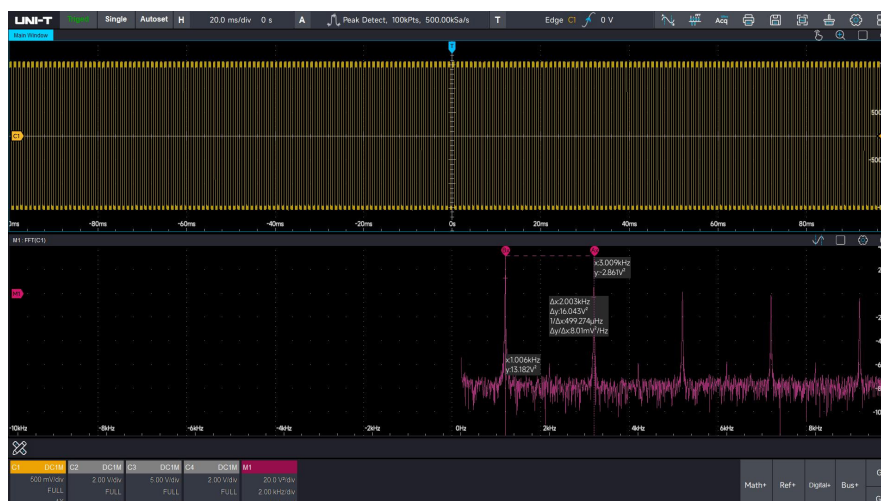 UNI-T Trig'd Single Autoset H 20.0 ms/div 0 s A Peak Detect, 100kPts, 500.00kSa/s T Edge C1 0 V Acq
Main Window
T
500
C1
-500
0ms -80ms -60ms -40ms -20ms 0s 20ms 40ms 60ms 80ms
M1 : FFT(C1)
x:3.009kHz
y:-2.861V²
M1
Δx:2.003kHz
Δy:16.043V²
1/Δx:499.274µHz
Δy/Δx:8.01mV²/Hz
x:1.006kHz
y:13.182V²
-10kHz -8kHz -6kHz -4kHz -2kHz 0Hz 2kHz 4kHz 6kHz 8kHz
C1 DC1M C2 DC1M C3 DC1M C4 DC1M M1
500 mV/div 2.00 V/div 5.00 V/div 2.00 V/div 20.0 V²/div
FULL FULL FULL FULL 2.00 kHz/div
Math+ Ref+ Digital+ Bus+